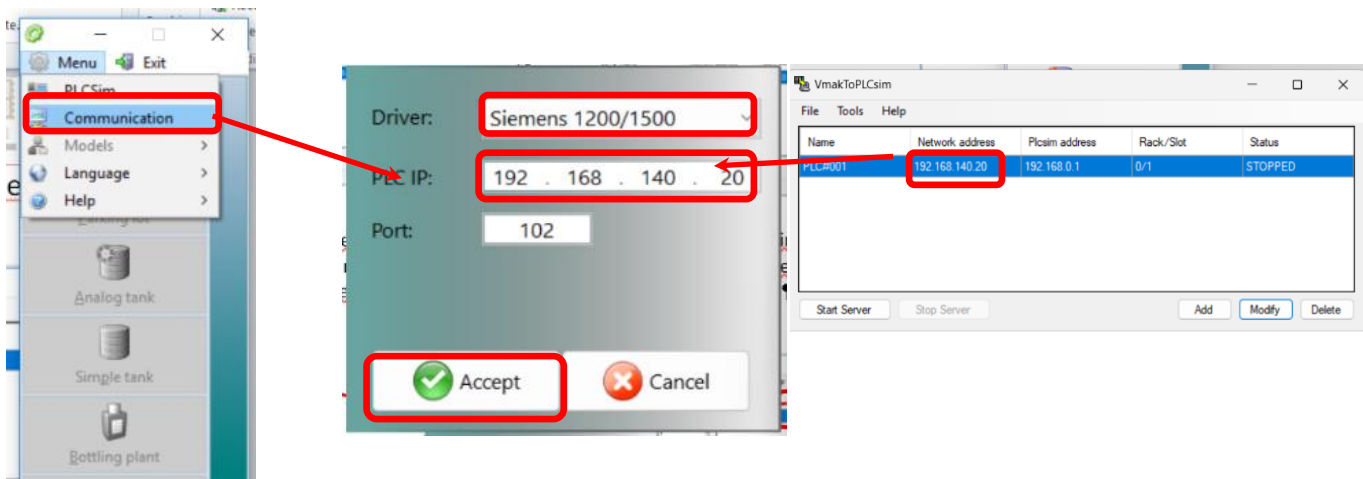 Menu Exit
PLCSim
Communication
Models
Language
Help
Analog tank
Simple tank
Bottling plant
Driver: Siemens 1200/1500
PLC IP: 192 . 168 . 140 . 20
Port: 102
Accept Cancel
VmakToPLCsim
File Tools Help
Name Network address Plcsim address Rack/Slot Status
PLC#001 192.168.140.20 192.168.0.1 0/1 STOPPED
Start Server Stop Server Add Modify Delete